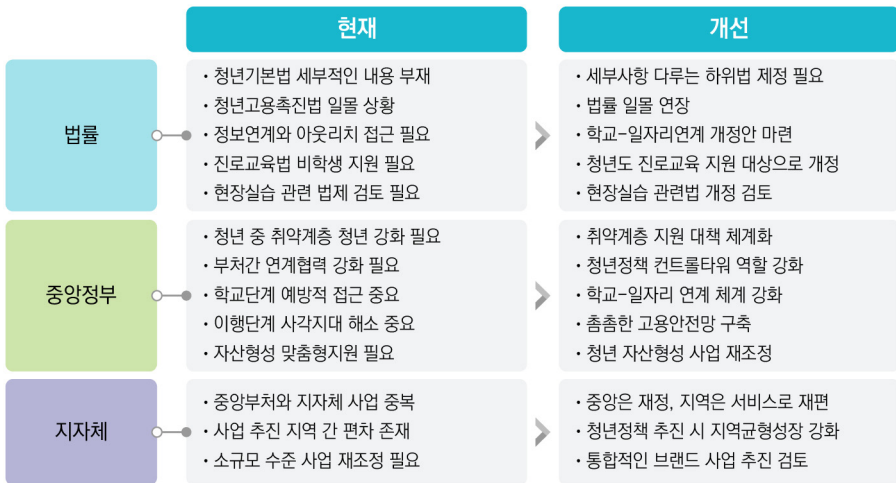 현재
개선
법률
· 청년기본법 세부적인 내용 부재
· 청년고용촉진법 일몰 상황
· 정보연계와 아웃리치 접근 필요
· 진로교육법 비학생 지원 필요
· 현장실습 관련 법제 검토 필요
· 세부사항 다루는 하위법 제정 필요
· 법률 일몰 연장
· 학교-일자리연계 개정안 마련
· 청년도 진로교육 지원 대상으로 개정
· 현장실습 관련법 개정 검토
중앙정부
· 청년 중 취약계층 청년 강화 필요
· 부처간 연계협력 강화 필요
· 학교단계 예방적 접근 중요
· 이행단계 사각지대 해소 중요
· 자산형성 맞춤형지원 필요
· 취약계층 지원 대책 체계화
· 청년정책 컨트롤타워 역할 강화
· 학교-일자리 연계 체계 강화
· 촘촘한 고용안전망 구축
· 청년 자산형성 사업 재조정
지자체
· 중앙부처와 지자체 사업 중복
· 사업 추진 지역 간 편차 존재
· 소규모 수준 사업 재조정 필요
· 중앙은 재정, 지역은 서비스로 재편
· 청년정책 추진 시 지역균형성장 강화
· 통합적인 브랜드 사업 추진 검토